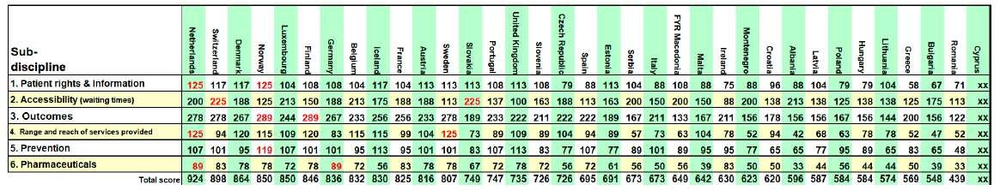 Sub-
discipline Netherlands Switzerland Denmark Norway Luxembourg Finland Germany Belgium Iceland France Austria Sweden Slovakia Portugal United Kingdom Slovenia Czech Republic Spain Estonia Serbia Italy FYR Macedonia Malta Ireland Montenegro Croatia Albania Latvia Poland Hungary Lithuania Greece Bulgaria Romania Cyprus
1. Patient rights & Information 125 117 117 125 104 108 108 104 117 104 113 113 113 108 113 108 79 88 113 104 88 108 88 75 88 96 88 104 79 79 104 58 67 71 xx
2. Accessibility (waiting times) 200 225 188 125 213 150 188 213 175 188 188 113 225 137 100 163 188 113 163 200 150 200 150 88 200 138 213 138 125 138 138 125 175 113 xx
3. Outcomes 278 278 267 289 244 289 267 233 256 256 233 278 189 233 222 211 222 222 189 167 211 133 167 211 156 178 156 156 167 156 144 200 156 122 xx
4. Range and reach of services provided 125 94 120 115 109 120 83 115 115 99 104 125 73 89 109 89 104 94 89 57 73 63 104 78 52 94 42 68 63 78 78 52 47 52 xx
5. Prevention 107 101 95 119 107 101 101 95 113 95 101 101 83 107 113 83 77 107 77 89 101 89 95 95 77 65 65 77 95 89 65 83 65 48 xx
6. Pharmaceuticals 89 83 78 78 72 78 89 72 56 83 78 78 67 72 78 72 56 72 61 56 50 56 39 83 50 50 33 44 56 44 44 50 39 33 xx
Total score 924 898 864 850 850 846 836 832 830 825 816 807 749 747 735 726 726 695 691 673 673 649 642 630 623 620 596 587 584 584 574 569 548 439 xx